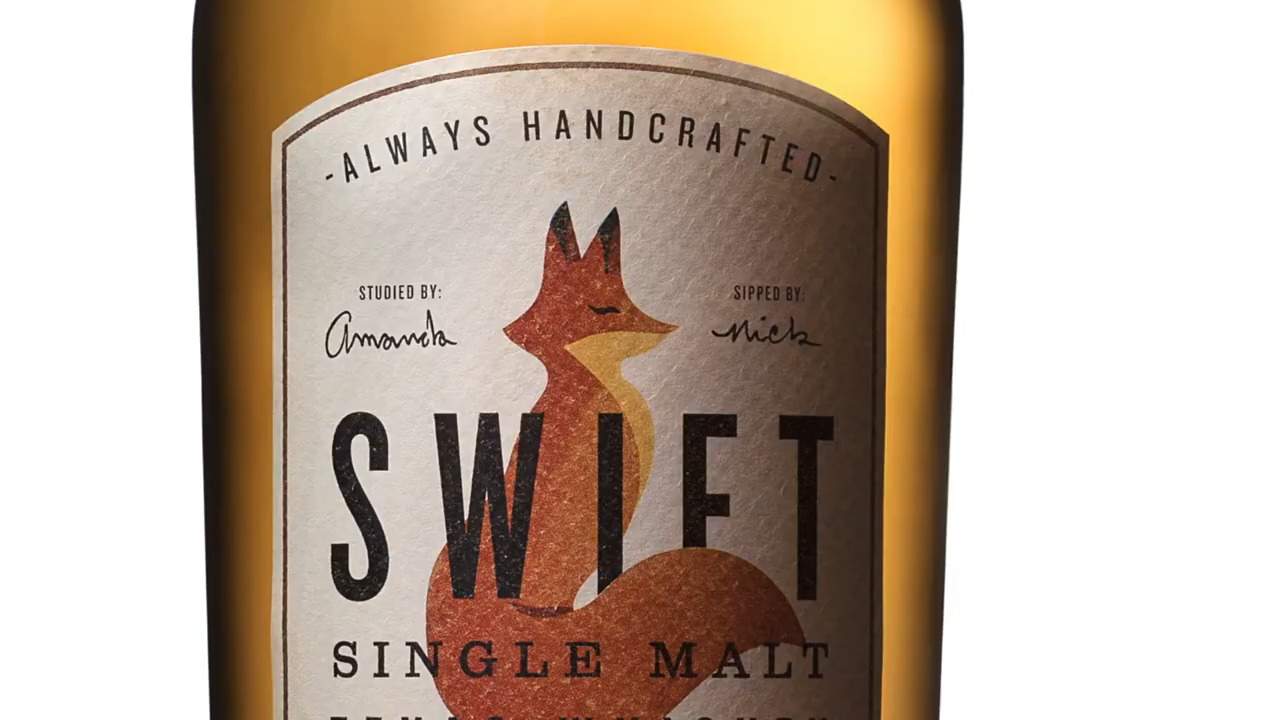 -ALWAYS HANDCRAFTED-
STUDIED BY:
Amanda
SIPPED BY:
Nick
SWIFT
SINGLE MALT